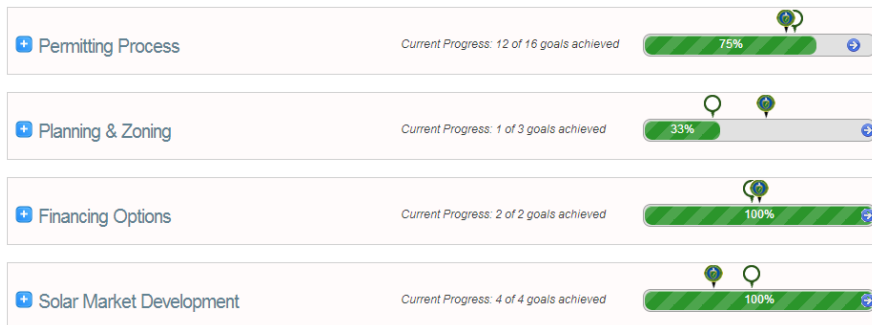 Permitting Process Current Progress: 12 of 16 goals achieved 75%
Planning & Zoning Current Progress: 1 of 3 goals achieved 33%
Financing Options Current Progress: 2 of 2 goals achieved 100%
Solar Market Development Current Progress: 4 of 4 goals achieved 100%